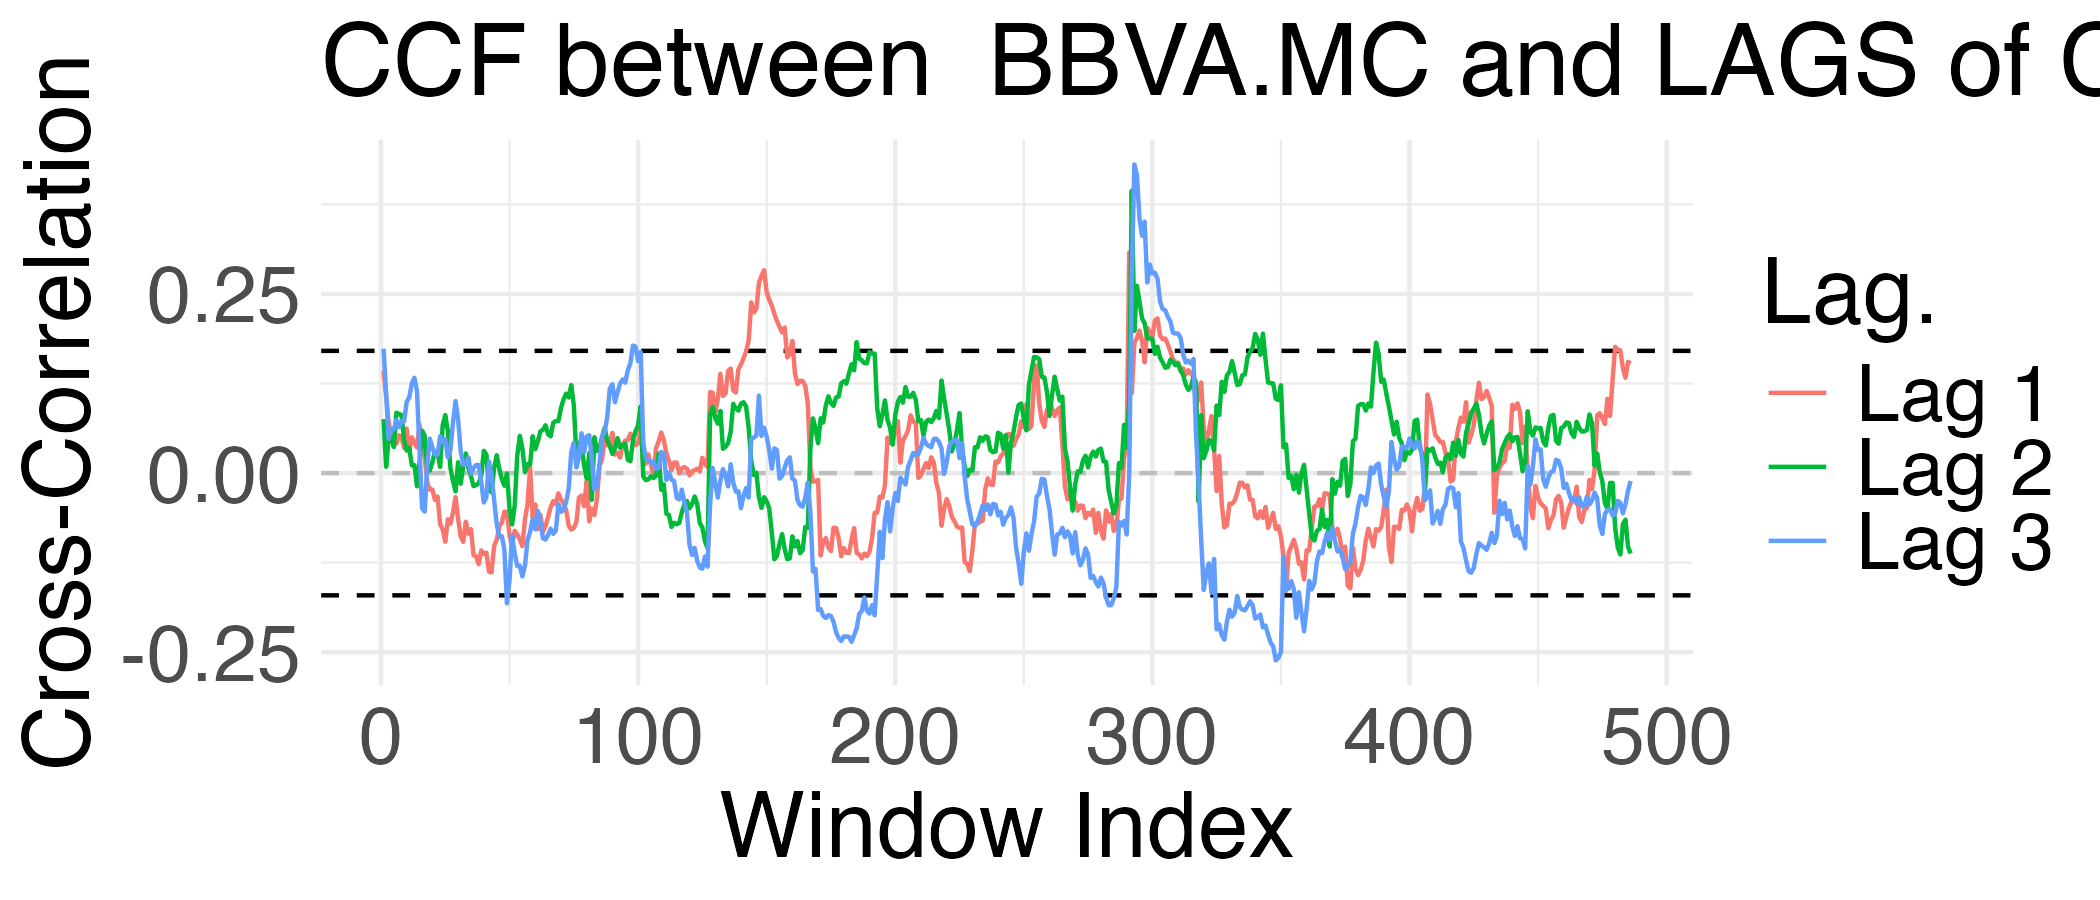 CCF between BBVA.MC and LAGS of C
Cross-Correlation
0.25
0.00
-0.25
0
100
200
300
400
500
Window Index
Lag.
Lag 1
Lag 2
Lag 3